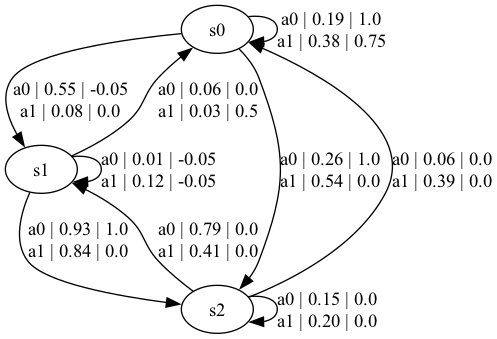 s0
a0 | 0.19 | 1.0
a1 | 0.38 | 0.75
a0 | 0.55 | -0.05
a1 | 0.08 | 0.0
a0 | 0.06 | 0.0
a1 | 0.03 | 0.5
a0 | 0.26 | 1.0
a1 | 0.54 | 0.0
a0 | 0.06 | 0.0
a1 | 0.39 | 0.0
s1
a0 | 0.01 | -0.05
a1 | 0.12 | -0.05
a0 | 0.93 | 1.0
a1 | 0.84 | 0.0
a0 | 0.79 | 0.0
a1 | 0.41 | 0.0
s2
a0 | 0.15 | 0.0
a1 | 0.20 | 0.0